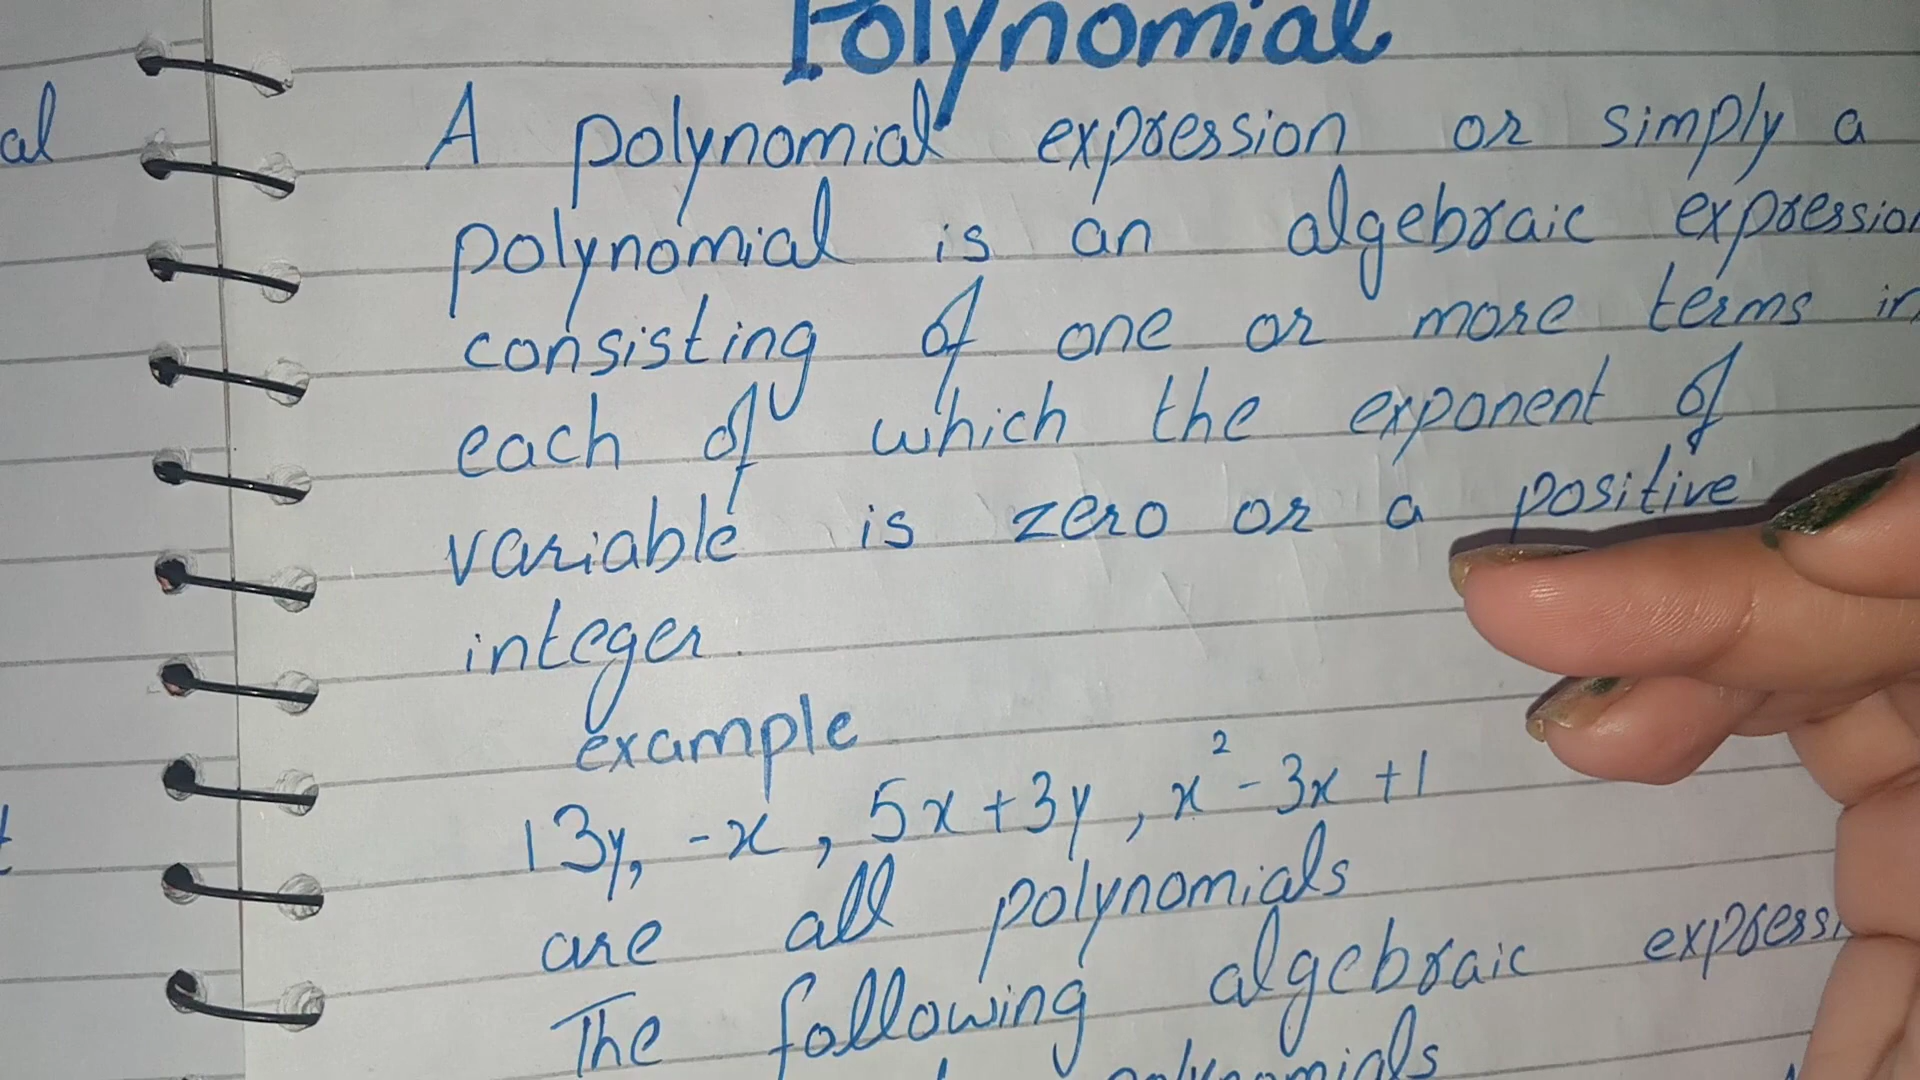 Polynomial
A polynomial expression or simply a
polynomial is an algebraic expression
consisting of one or more terms in
each of which the exponent of
variable is zero or a positive
integer.
example
13y, -x, 5x+3y, x²-3x+1
are all polynomials
The following algebraic
polynomials
al